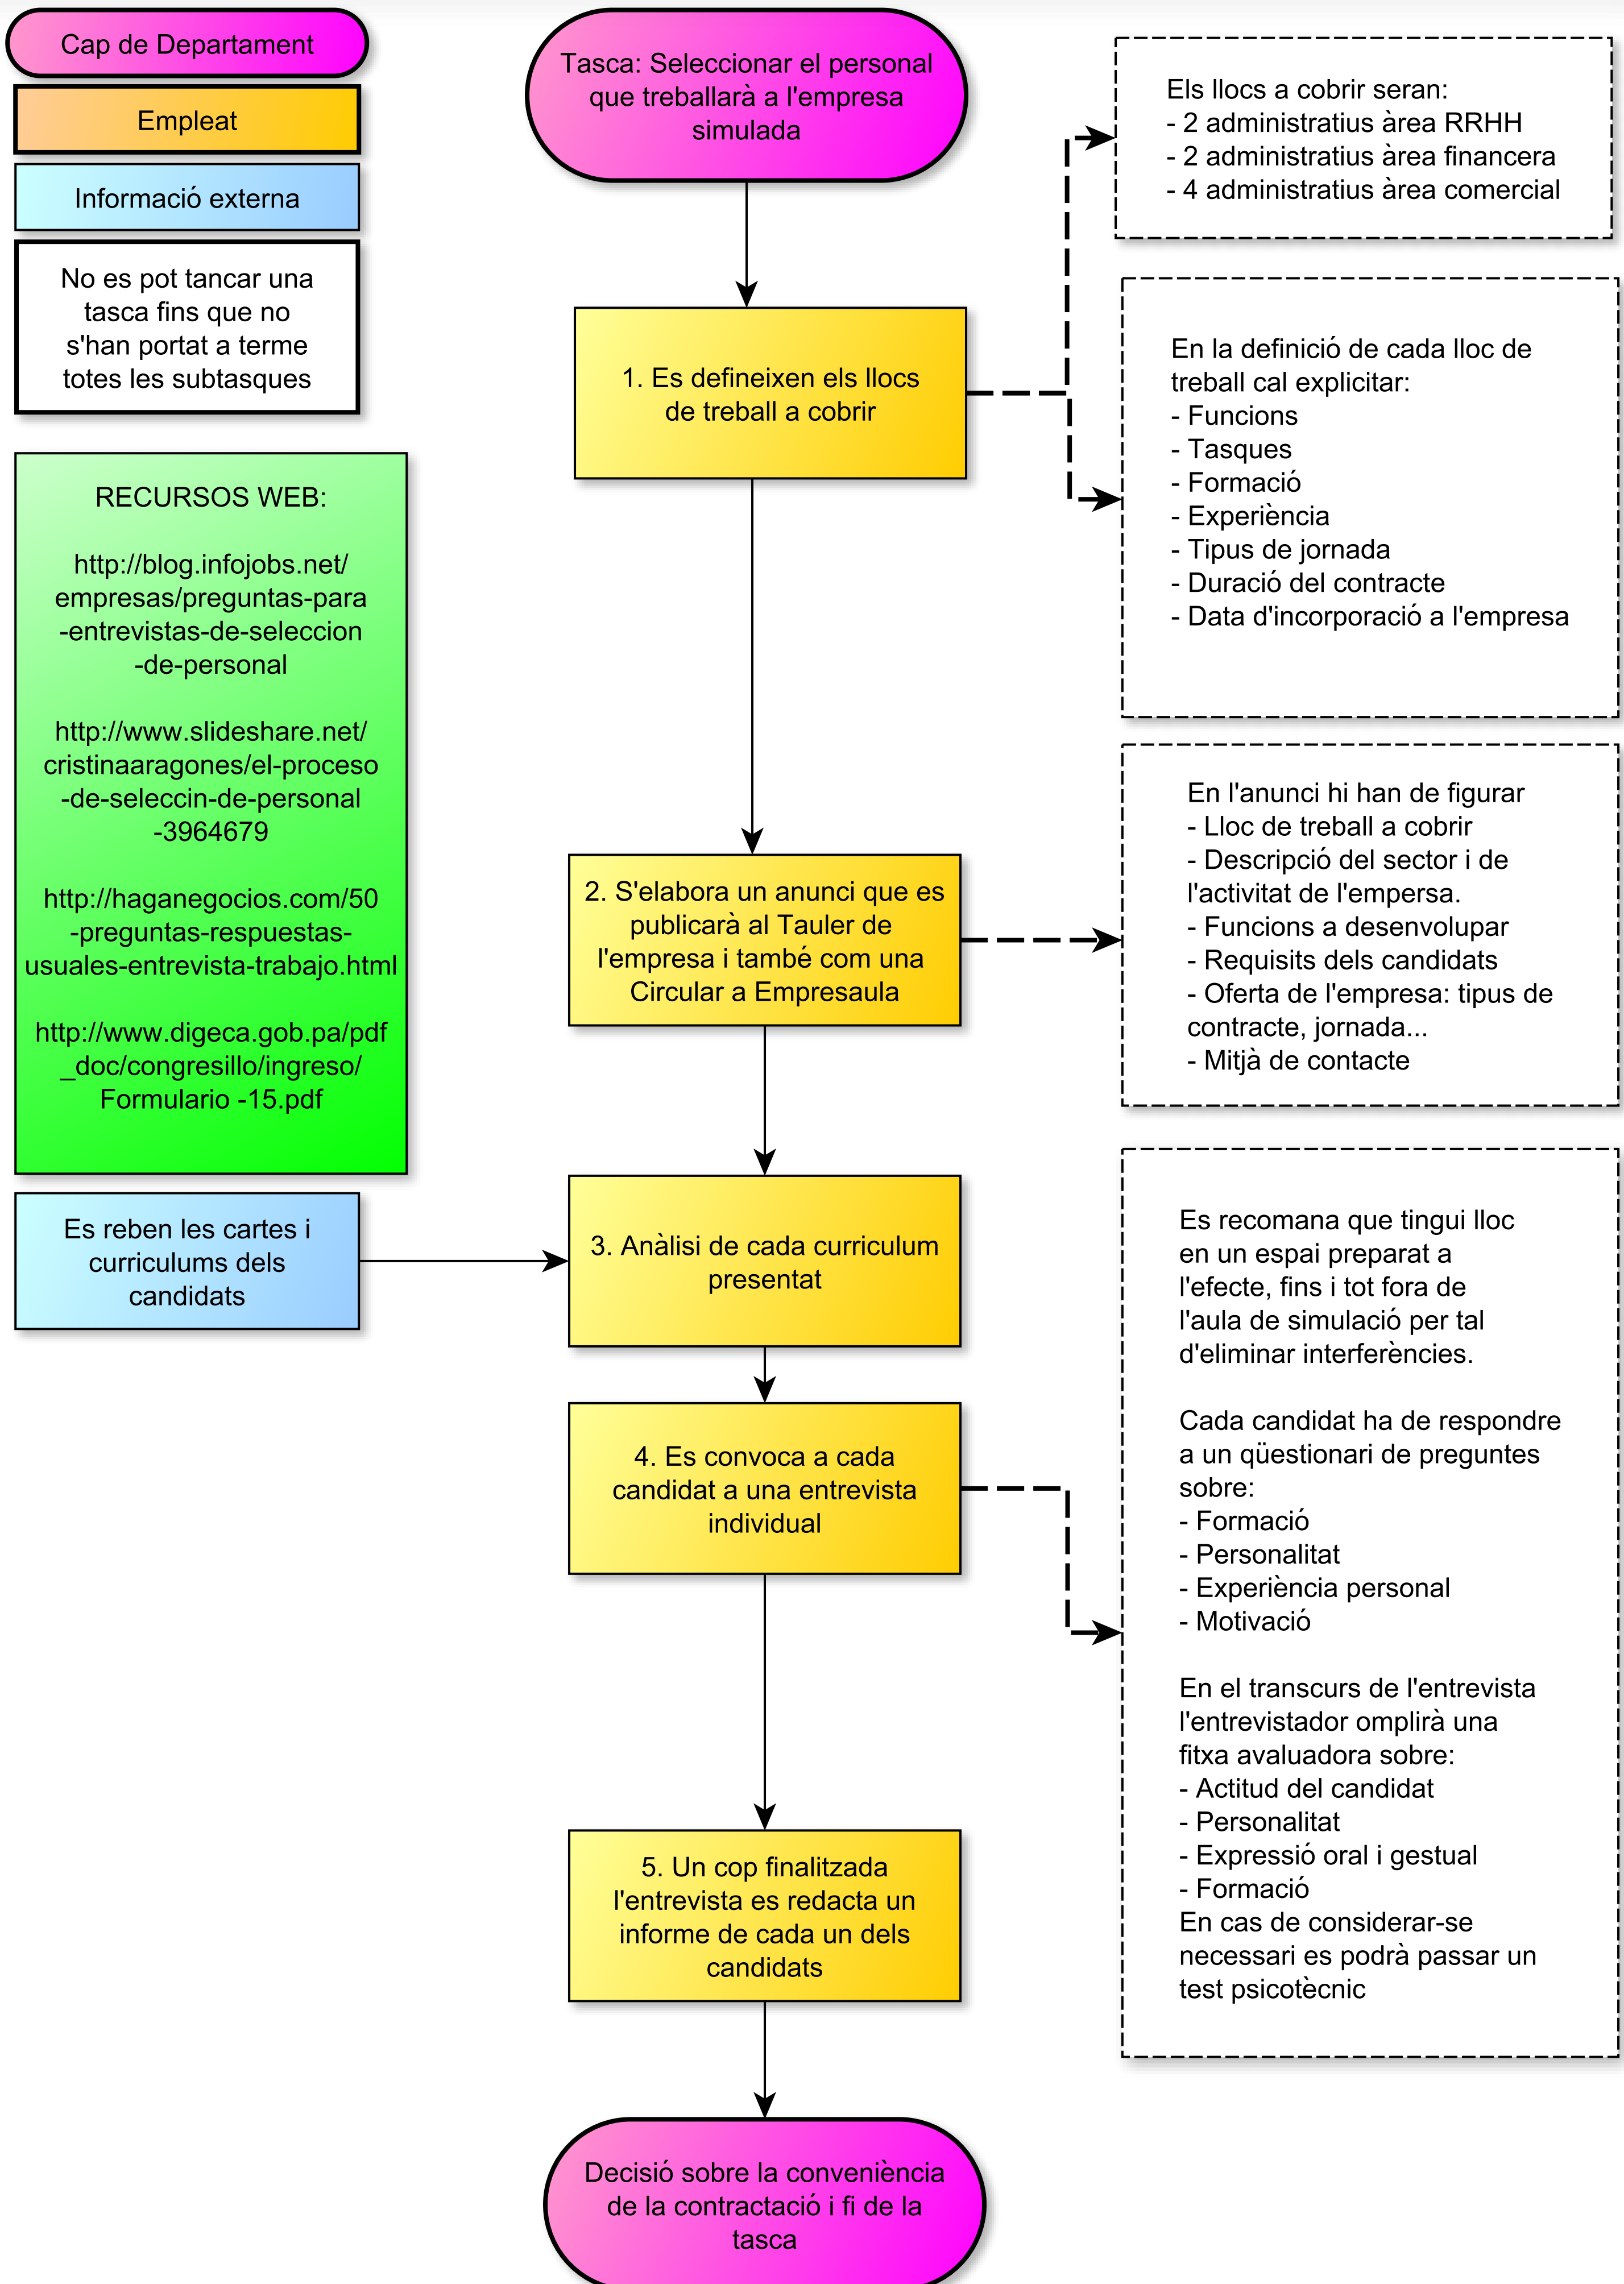 Cap de Departament
Empleat
Informació externa
No es pot tancar una
tasca fins que no
s'han portat a terme
totes les subtasques
RECURSOS WEB:
http://blog.infojobs.net/
empresas/preguntas-para
-entrevistas-de-seleccion
-de-personal
http://www.slideshare.net/
cristinaaragones/el-proceso
-de-seleccin-de-personal
-3964679
http://haganegocios.com/50
-preguntas-respuestas-
usuales-entrevista-trabajo.html
http://www.digeca.gob.pa/pdf
_doc/congresillo/ingreso/
Formulario -15.pdf
Es reben les cartes i
curriculums dels
candidats
Tasca: Seleccionar el personal
que treballarà a l'empresa
simulada
1. Es defineixen els llocs
de treball a cobrir
2. S'elabora un anunci que es
publicarà al Tauler de
l'empresa i també com una
Circular a Empresaula
3. Anàlisi de cada curriculum
presentat
4. Es convoca a cada
candidat a una entrevista
individual
5. Un cop finalitzada
l'entrevista es redacta un
informe de cada un dels
candidats
Decisió sobre la conveniència
de la contractació i fi de la
tasca
Els llocs a cobrir seran:
- 2 administratius àrea RRHH
- 2 administratius àrea financera
- 4 administratius àrea comercial
En la definició de cada lloc de
treball cal explicitar:
- Funcions
- Tasques
- Formació
- Experiència
- Tipus de jornada
- Duració del contracte
- Data d'incorporació a l'empresa
En l'anunci hi han de figurar
- Lloc de treball a cobrir
- Descripció del sector i de
l'activitat de l'empersa.
- Funcions a desenvolupar
- Requisits dels candidats
- Oferta de l'empresa: tipus de
contracte, jornada...
- Mitjà de contacte
Es recomana que tingui lloc
en un espai preparat a
l'efecte, fins i tot fora de
l'aula de simulació per tal
d'eliminar interferències.
Cada candidat ha de respondre
a un qüestionari de preguntes
sobre:
- Formació
- Personalitat
- Experiència personal
- Motivació
En el transcurs de l'entrevista
l'entrevistador omplirà una
fitxa avaluadora sobre:
- Actitud del candidat
- Personalitat
- Expressió oral i gestual
- Formació
En cas de considerar-se
necessari es podrà passar un
test psicotècnic